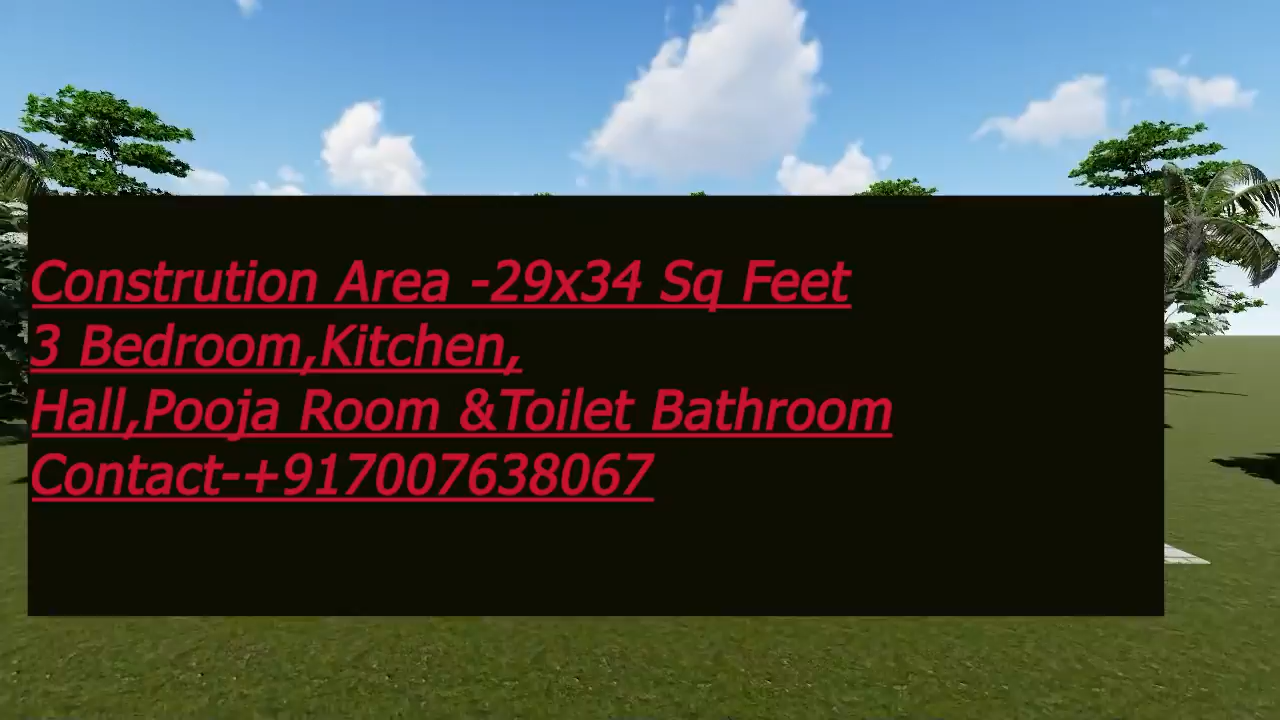 Constrution Area -29x34 Sq Feet
3 Bedroom,Kitchen,
Hall,Pooja Room &Toilet Bathroom
Contact-+917007638067